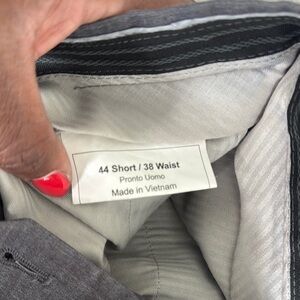 44 Short / 38 Waist
Pronto Uomo
Made in Vietnam